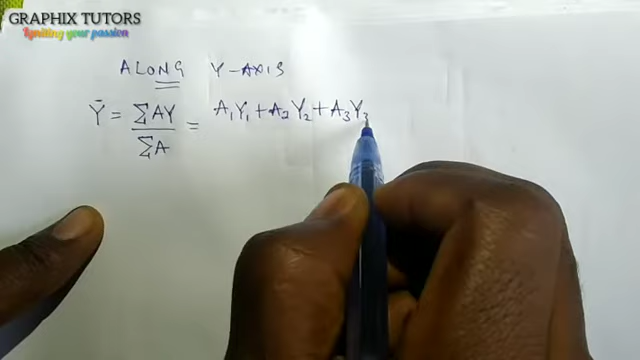 GRAPHIX TUTORS
Igniting your passion
ALONG Y-AXIS
Ȳ = ΣAY / ΣA = A₁Y₁ + A₂Y₂ + A₃Y₃